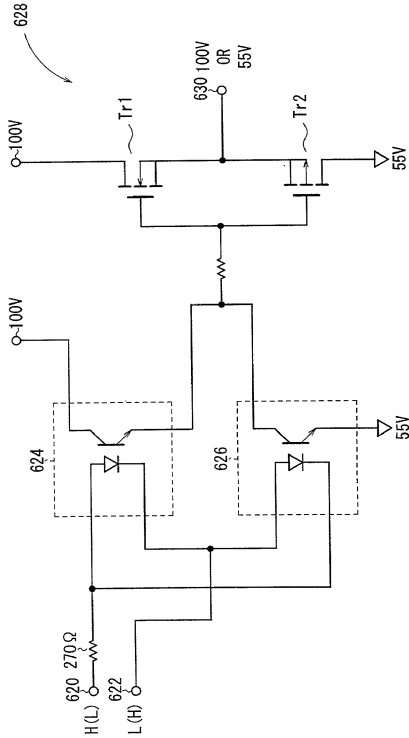 628
100V
100V
Tr1
630 100V
OR
55V
Tr2
55V
624
626
55V
270Ω
620
H(L)
622
L(H)